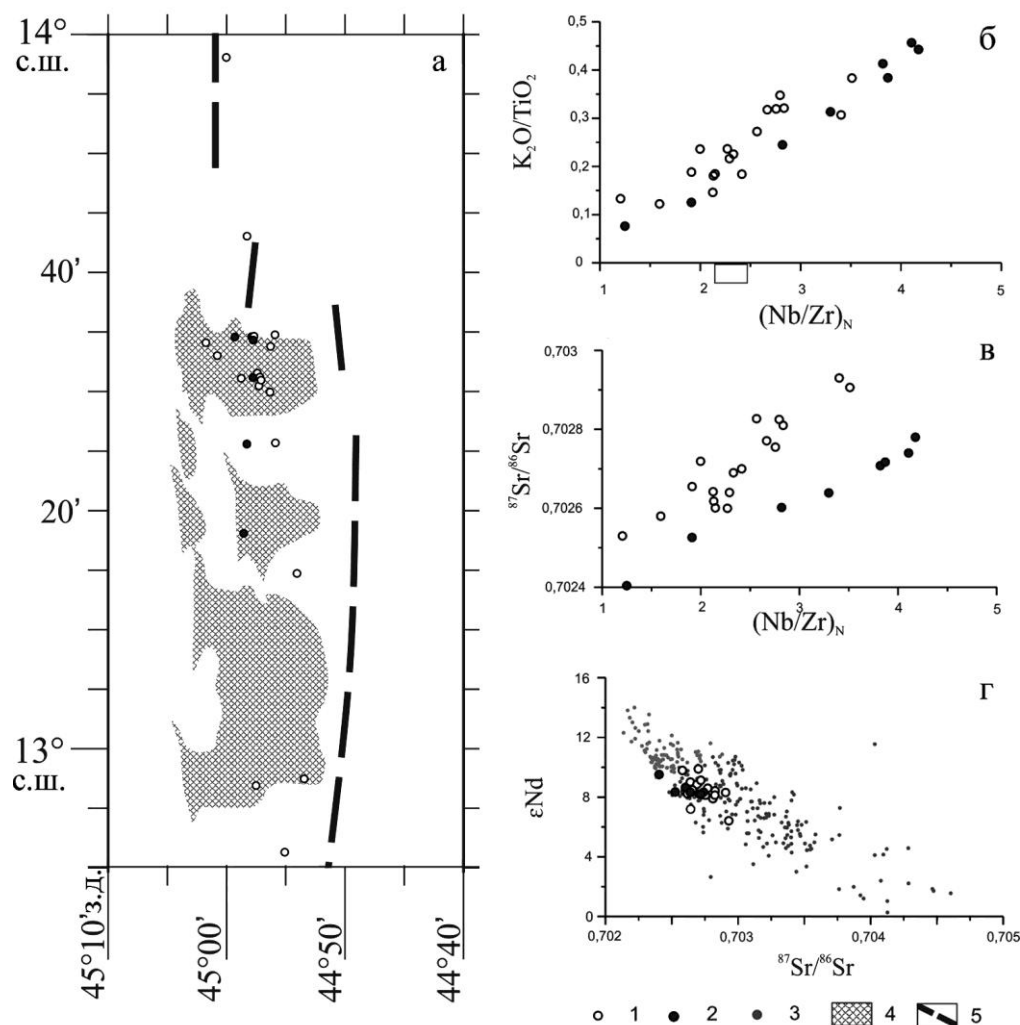 14°
с.ш.
40’
20’
13°
с.ш.
45°10’з.д.
45°00’
44°50’
44°40’
а
б
K₂O/TiO₂
0,5
0,4
0,3
0,2
0,1
0
1
2
3
4
5
(Nb/Zr)N
в
⁸⁷Sr/⁸⁶Sr
0,703
0,7028
0,7026
0,7024
1
2
3
4
5
(Nb/Zr)N
г
εNd
16
12
8
4
0
0,702
0,703
0,704
0,705
⁸⁷Sr/⁸⁶Sr
1 2 3 4 5